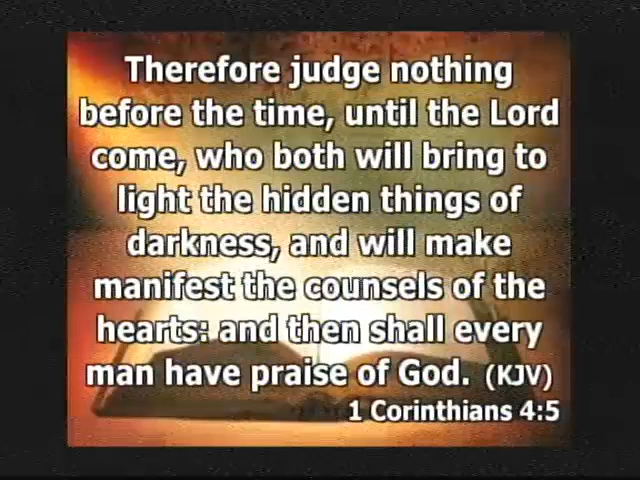 Therefore judge nothing
before the time, until the Lord
come, who both will bring to
light the hidden things of
darkness, and will make
manifest the counsels of the
hearts: and then shall every
man have praise of God. (KJV)
1 Corinthians 4:5